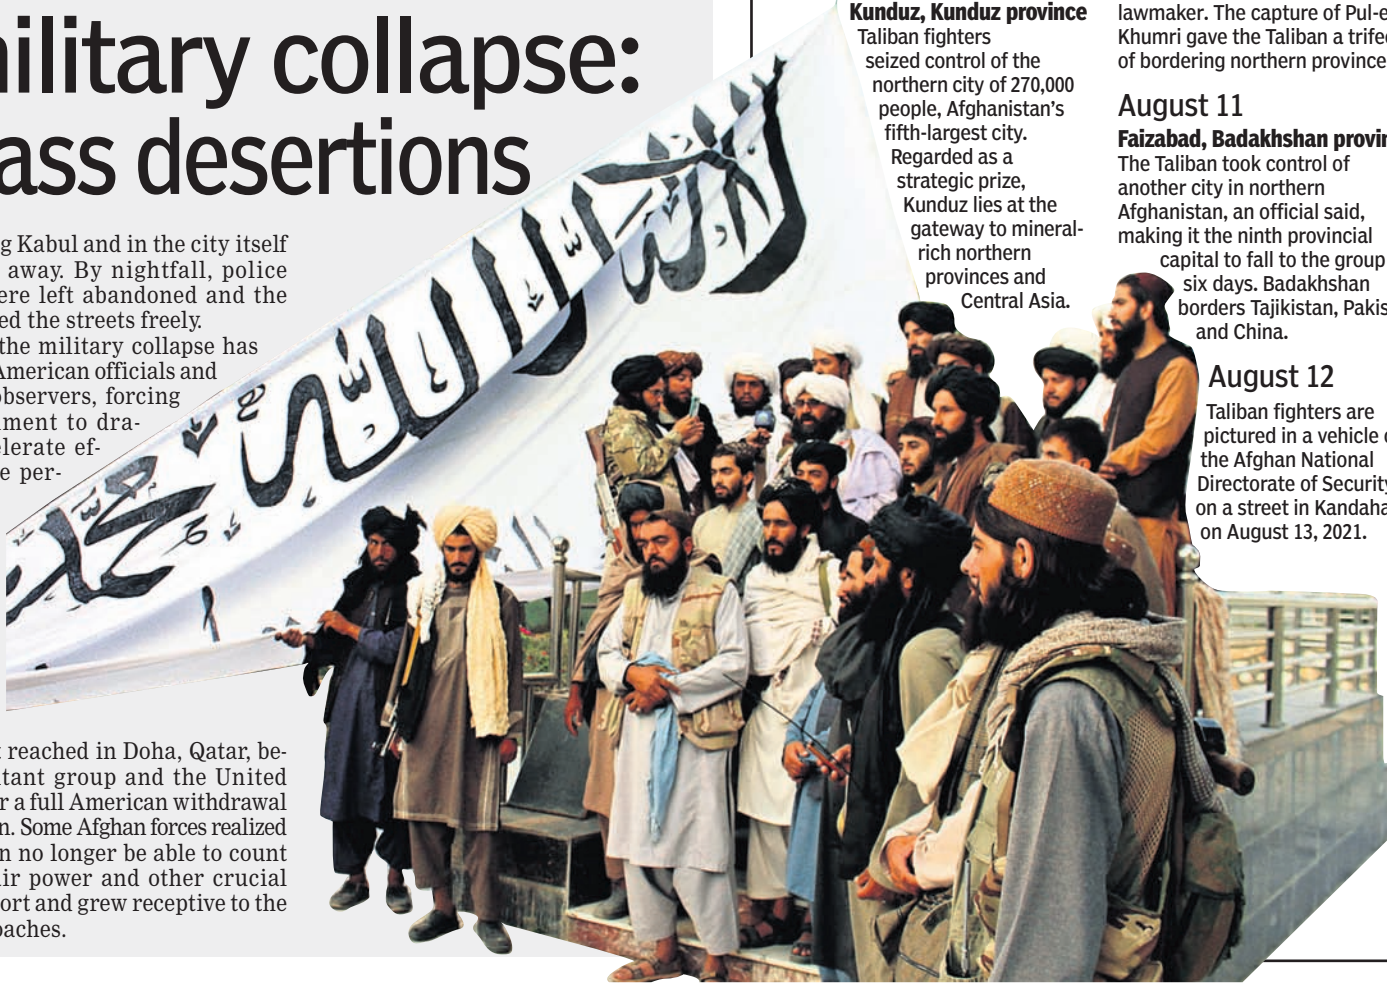 ilitary collapse:
ass desertions
g Kabul and in the city itself
away. By nightfall, police
ere left abandoned and the
ed the streets freely.
the military collapse has
American officials and
observers, forcing
ment to dra-
lerate ef-
e per-
t reached in Doha, Qatar, be-
tant group and the United
r a full American withdrawal
n. Some Afghan forces realized
n no longer be able to count
ir power and other crucial
ort and grew receptive to the
oaches.
لا إله إلا الله محمد
Kunduz, Kunduz province
Taliban fighters
seized control of the
northern city of 270,000
people, Afghanistan’s
fifth-largest city.
Regarded as a
strategic prize,
Kunduz lies at the
gateway to mineral-
rich northern
provinces and
Central Asia.
lawmaker. The capture of Pul-e
Khumri gave the Taliban a trife
of bordering northern province
August 11
Faizabad, Badakhshan provin
The Taliban took control of
another city in northern
Afghanistan, an official said,
making it the ninth provincial
capital to fall to the group
six days. Badakhshan
borders Tajikistan, Pakis
and China.
August 12
Taliban fighters are
pictured in a vehicle
the Afghan National
Directorate of Security
on a street in Kandaha
on August 13, 2021.